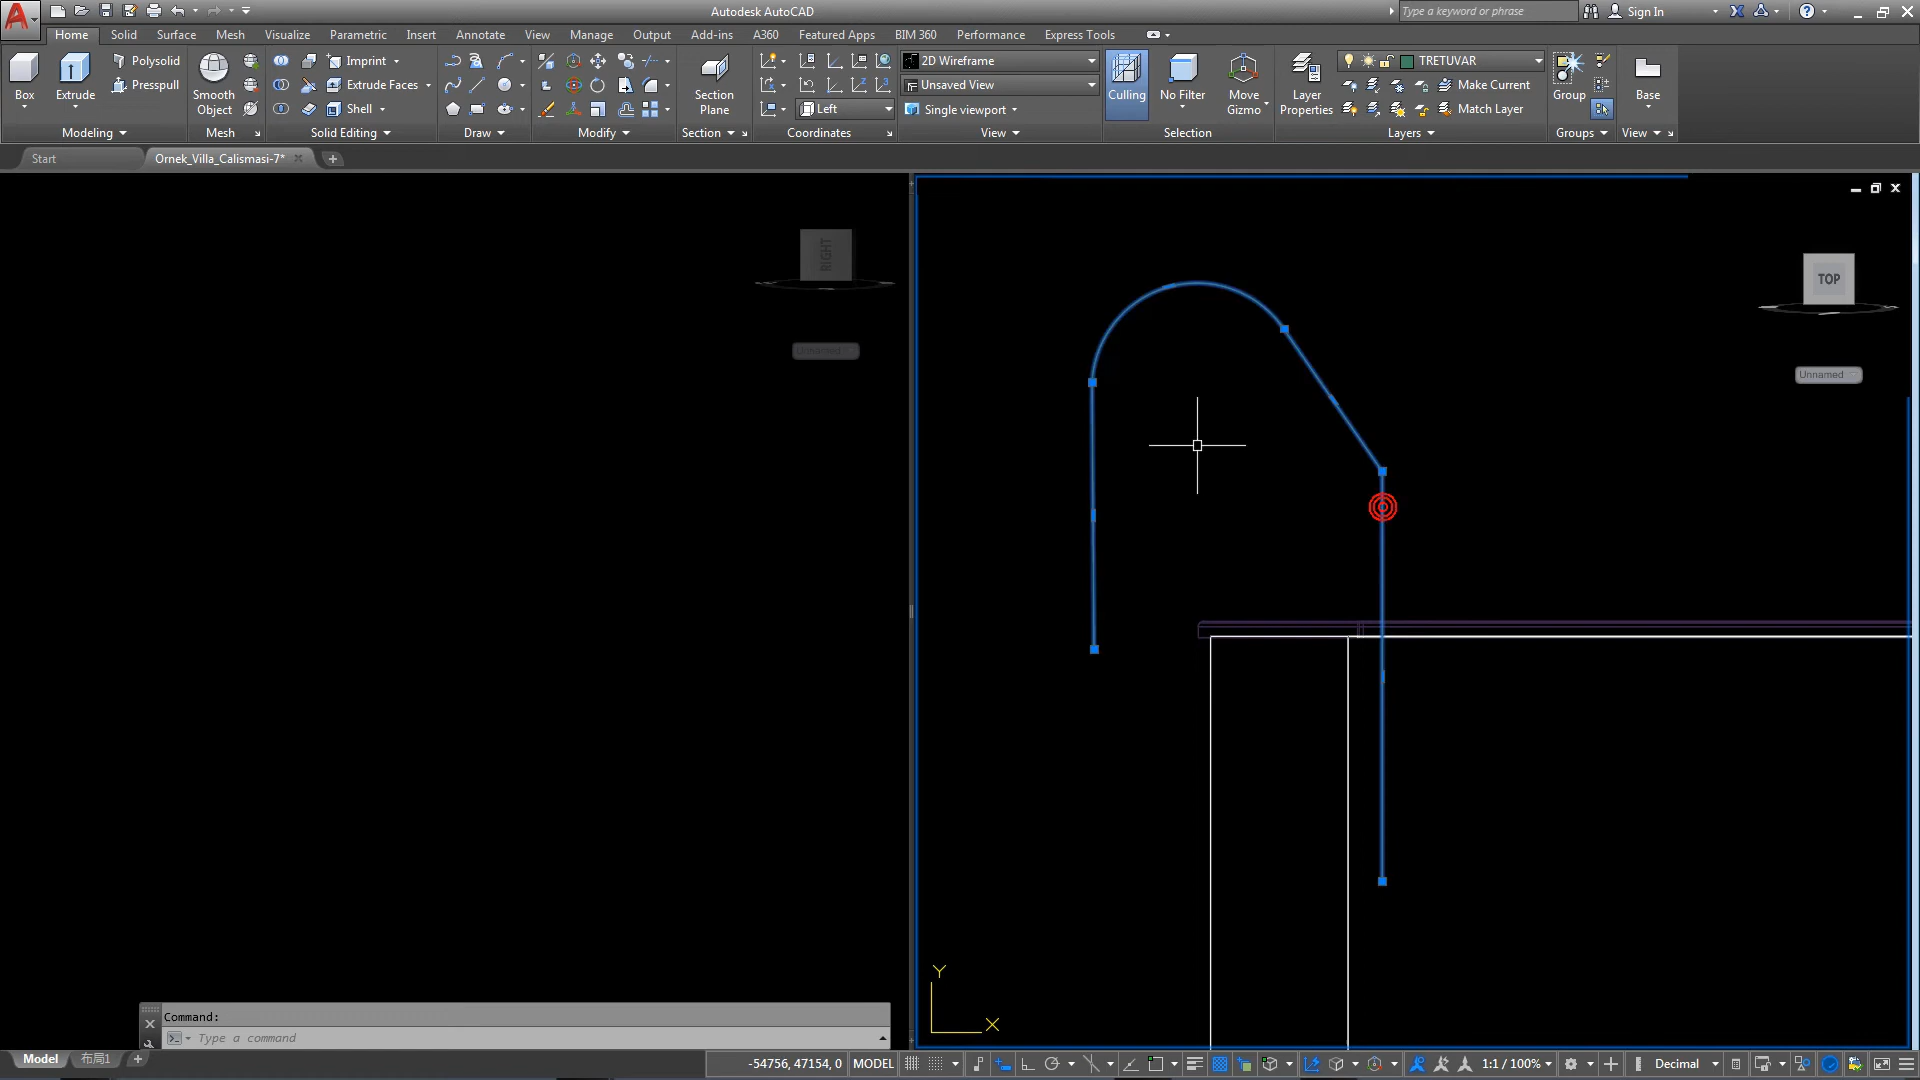 Autodesk AutoCAD
Type a keyword or phrase
Sign In
Home Solid Surface Mesh Visualize Parametric Insert Annotate View Manage Output Add-ins A360 Featured Apps BIM 360 Performance Express Tools
Box
Extrude
Polysolid
Presspull
Modeling
Smooth
Object
Mesh
Imprint
Extrude Faces
Shell
Solid Editing
Draw
Modify
Section
Plane
Section
Left
Coordinates
2D Wireframe
Unsaved View
Single viewport
View
Culling
No Filter
Move
Gizmo
Selection
Layer
Properties
TRETUVAR
Make Current
Match Layer
Layers
Group
Groups
Base
View
Start
Ornek_Villa_Calismasi-7*
RIGHT
Unnamed
TOP
Unnamed
Y
X
Command:
Type a command
Model
布局1
-54756, 47154, 0
MODEL
1:1 / 100%
Decimal